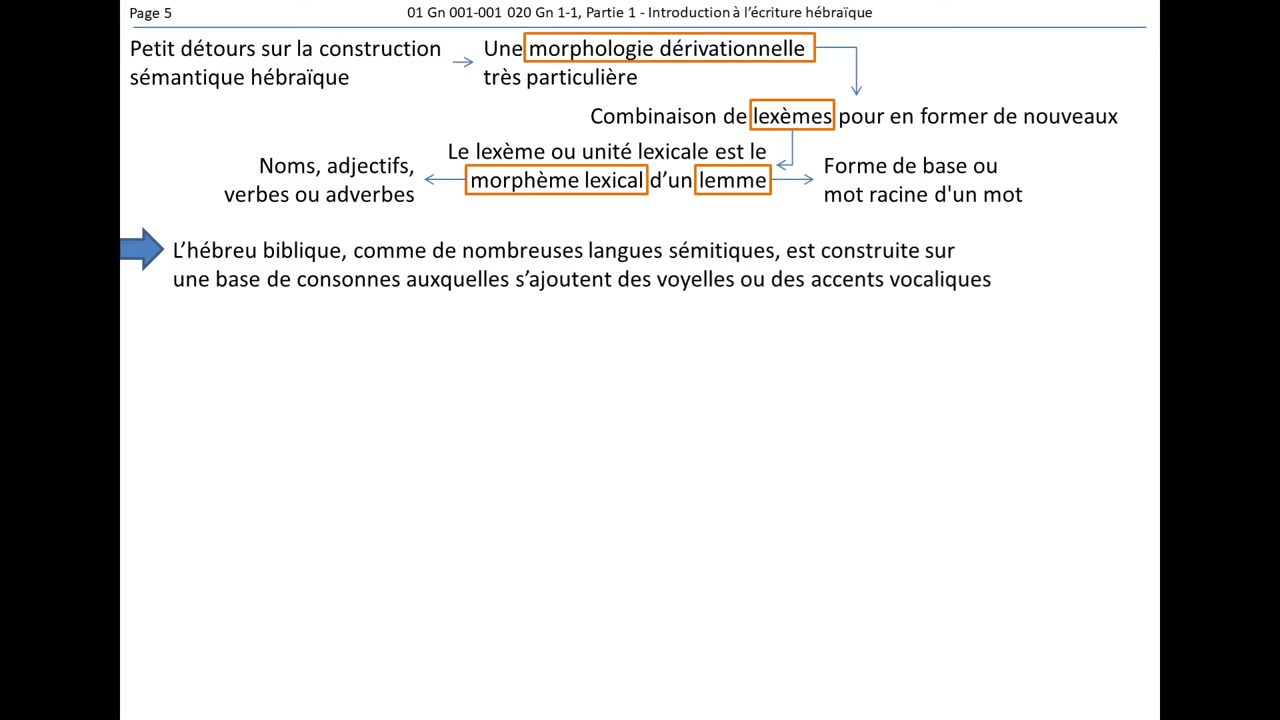 Page 5
01 Gn 001-001 020 Gn 1-1, Partie 1 - Introduction à l’écriture hébraïque
Petit détours sur la construction
sémantique hébraïque
Une morphologie dérivationnelle
très particulière
Combinaison de lexèmes pour en former de nouveaux
Le lexème ou unité lexicale est le
morphème lexical d’un lemme
Noms, adjectifs,
verbes ou adverbes
Forme de base ou
mot racine d'un mot
L’hébreu biblique, comme de nombreuses langues sémitiques, est construite sur
une base de consonnes auxquelles s’ajoutent des voyelles ou des accents vocaliques